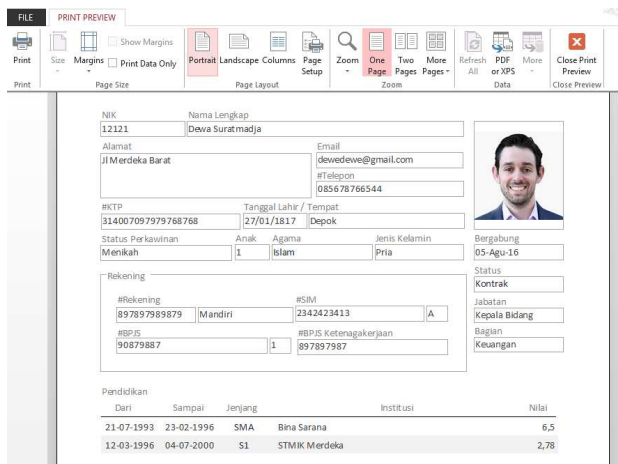 FILE PRINT PREVIEW
Print Size Margins Show Margins Print Data Only Portrait Landscape Columns Page Setup Zoom One Page Two Pages More Pages Refresh All PDF or XPS More Close Print Preview
Print Page Size Page Layout Zoom Data Close Preview
NIK Nama Lengkap
12121 Dewa Suratmadja
Alamat Email
Jl Merdeka Barat dewedewe@gmail.com
#Telepon
085678766544
#KTP Tanggal Lahir / Tempat
314007097979768768 27/01/1817 Depok
Status Perkawinan Anak Agama Jenis Kelamin Bergabung
Menikah 1 Islam Pria 05-Agu-16
Rekening Status
Kontrak
#Rekening #SIM Jabatan
897897989879 Mandiri 2342423413 A Kepala Bidang
#BPJS #BPJS Ketenagakerjaan Bagian
90879887 1 897897987 Keuangan
Pendidikan
Dari Sampai Jenjang Institusi Nilai
21-07-1993 23-02-1996 SMA Bina Sarana 6,5
12-03-1996 04-07-2000 S1 STMIK Merdeka 2,78